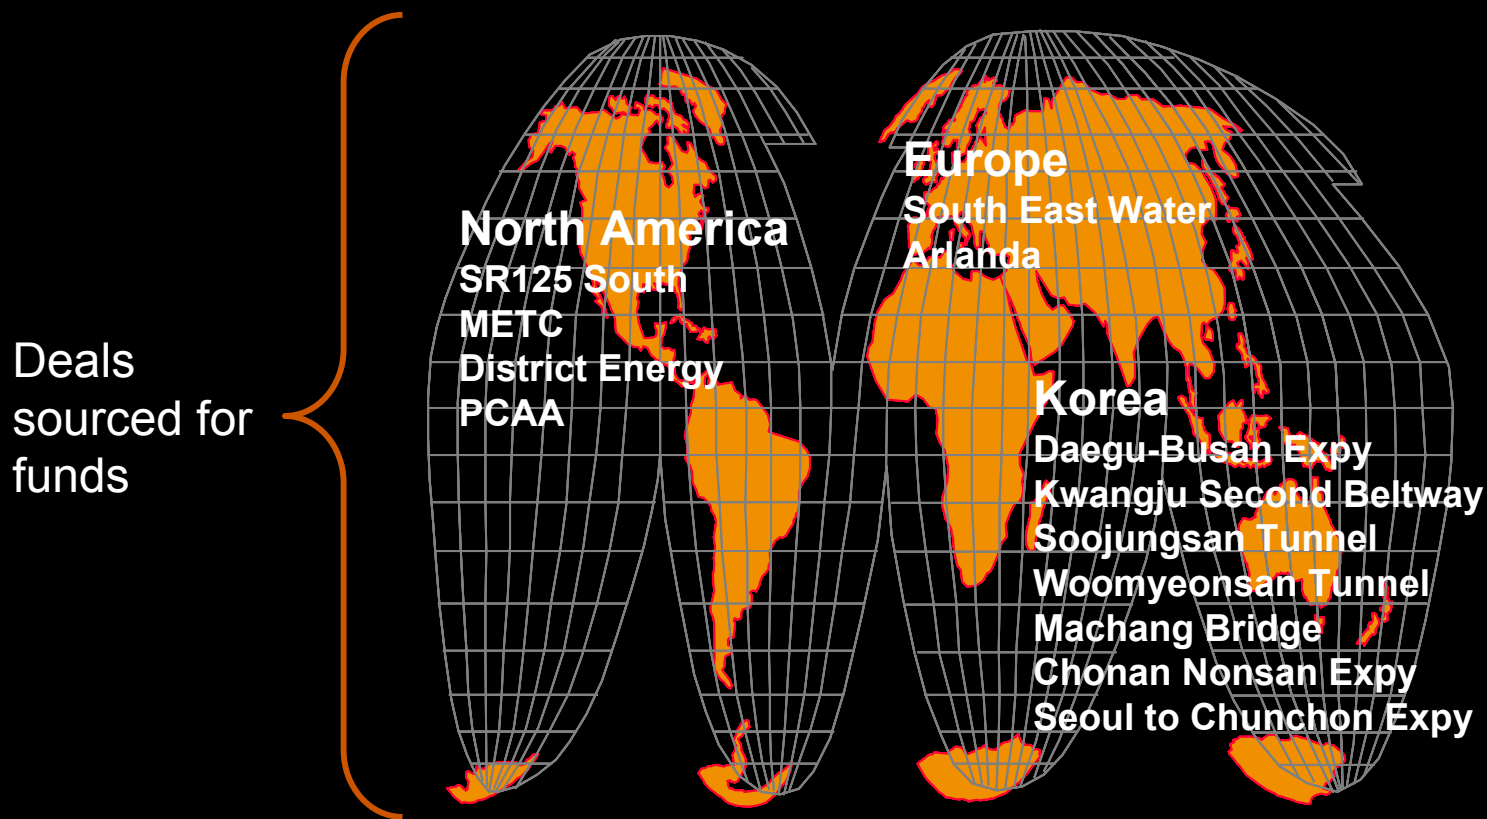 Deals
sourced for
funds
North America
SR125 South
METC
District Energy
PCAA
Europe
South East Water
Arlanda
Korea
Daegu-Busan Expy
Kwangju Second Beltway
Soojungsan Tunnel
Woomyeonsan Tunnel
Machang Bridge
Chonan Nonsan Expy
Seoul to Chunchon Expy